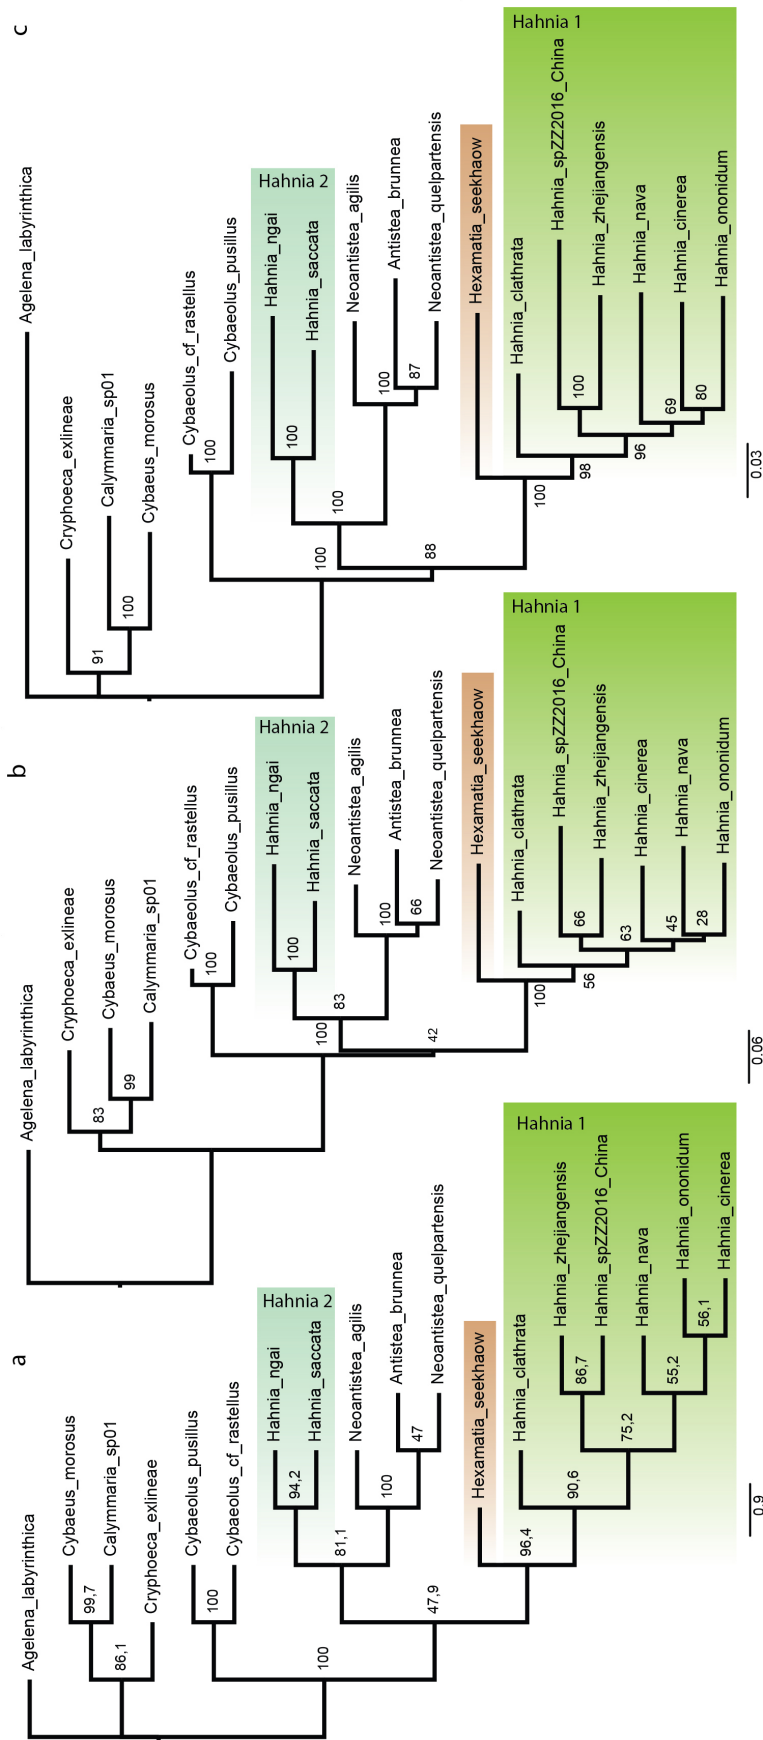 a
Agelena_labyrinthica
Cybaeus_morosus
99,7
Calymmaria_sp01
86,1
Cryphoeca_exlineae
Cybaeolus_pusillus
100
Cybaeolus_cf_rastellus
100
Hahnia 2
Hahnia_ngai
94,2
Hahnia_saccata
81,1
Neoantistea_agilis
100
Antistea_brunnea
47
Neoantistea_quelpartensis
47,9
Hexamatia_seekhaow
96,4
Hahnia 1
Hahnia_clathrata
90,6
Hahnia_zhejiangensis
86,7
Hahnia_spZZ2016_China
75,2
Hahnia_nava
55,2
Hahnia_ononidum
56,1
Hahnia_cinerea
0.9
b
Agelena_labyrinthica
Cryphoeca_exlineae
83
Cybaeus_morosus
99
Calymmaria_sp01
Cybaeolus_cf_rastellus
100
Cybaeolus_pusillus
100
Hahnia 2
Hahnia_ngai
100
Hahnia_saccata
83
Neoantistea_agilis
100
Antistea_brunnea
66
Neoantistea_quelpartensis
42
Hexamatia_seekhaow
100
Hahnia 1
Hahnia_clathrata
56
Hahnia_spZZ2016_China
66
Hahnia_zhejiangensis
63
Hahnia_cinerea
45
Hahnia_nava
28
Hahnia_ononidum
0.06
c
Agelena_labyrinthica
Cryphoeca_exlineae
91
Calymmaria_sp01
100
Cybaeus_morosus
Cybaeolus_cf_rastellus
100
Cybaeolus_pusillus
100
Hahnia 2
Hahnia_ngai
100
Hahnia_saccata
100
Neoantistea_agilis
100
Antistea_brunnea
87
Neoantistea_quelpartensis
88
Hexamatia_seekhaow
100
Hahnia 1
Hahnia_clathrata
98
Hahnia_spZZ2016_China
100
Hahnia_zhejiangensis
96
Hahnia_nava
69
Hahnia_cinerea
80
Hahnia_ononidum
0.03